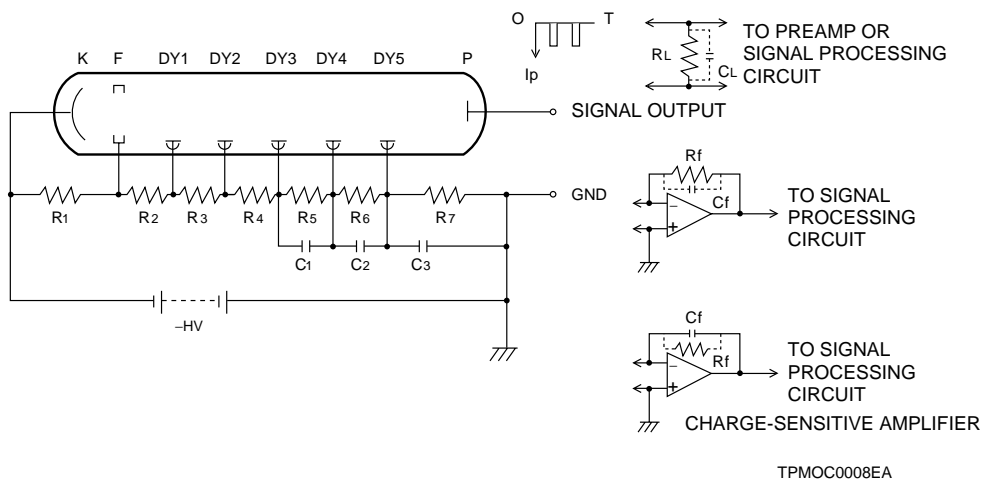 K F DY1 DY2 DY3 DY4 DY5 P
O T
Ip
RL
CL
TO PREAMP OR
SIGNAL PROCESSING
CIRCUIT
SIGNAL OUTPUT
GND
R1 R2 R3 R4 R5 R6 R7
C1 C2 C3
−HV
Rf
Cf
−
+
TO SIGNAL
PROCESSING
CIRCUIT
Cf
Rf
−
+
TO SIGNAL
PROCESSING
CIRCUIT
CHARGE-SENSITIVE AMPLIFIER
TPMOC0008EA